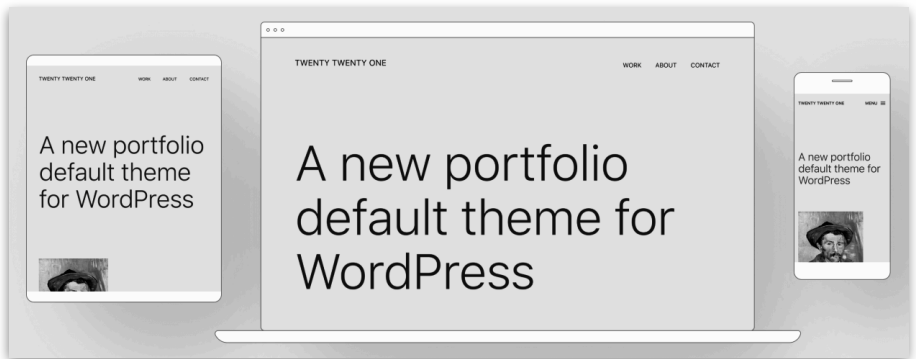 TWENTY TWENTY ONE
WORK ABOUT CONTACT
A new portfolio
default theme
for WordPress
TWENTY TWENTY ONE
WORK ABOUT CONTACT
A new portfolio
default theme for
WordPress
TWENTY TWENTY ONE
MENU
A new portfolio
default theme for
WordPress